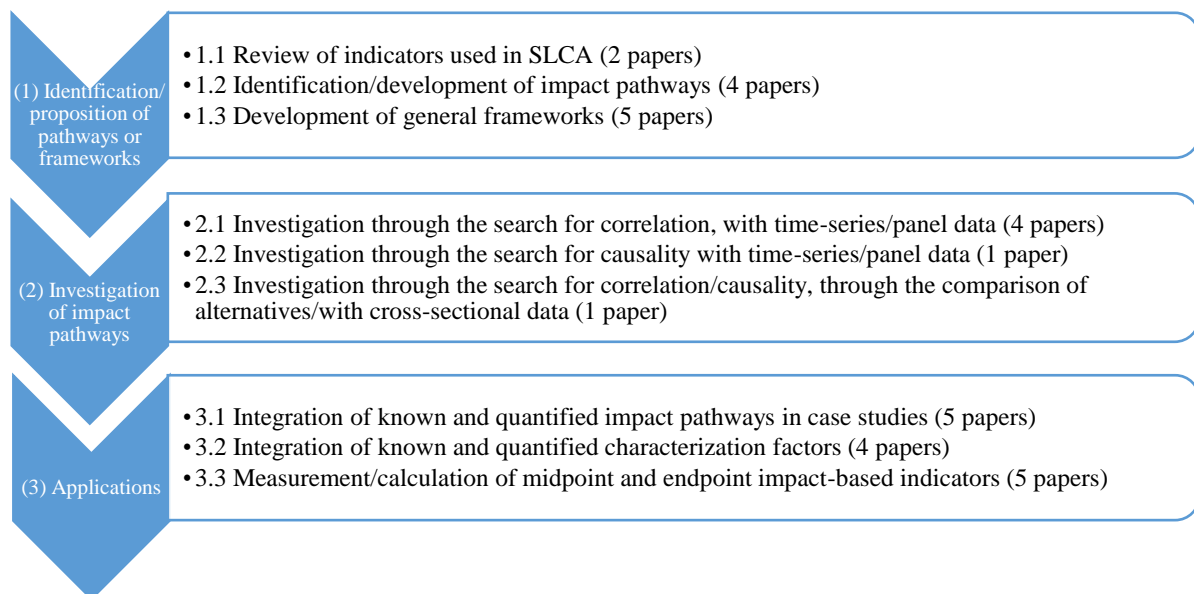 (1) Identification/
proposition of
pathways or
frameworks
•1.1 Review of indicators used in SLCA (2 papers)
•1.2 Identification/development of impact pathways (4 papers)
•1.3 Development of general frameworks (5 papers)
(2) Investigation
of impact
pathways
•2.1 Investigation through the search for correlation, with time-series/panel data (4 papers)
•2.2 Investigation through the search for causality with time-series/panel data (1 paper)
•2.3 Investigation through the search for correlation/causality, through the comparison of
alternatives/with cross-sectional data (1 paper)
(3) Applications
•3.1 Integration of known and quantified impact pathways in case studies (5 papers)
•3.2 Integration of known and quantified characterization factors (4 papers)
•3.3 Measurement/calculation of midpoint and endpoint impact-based indicators (5 papers)